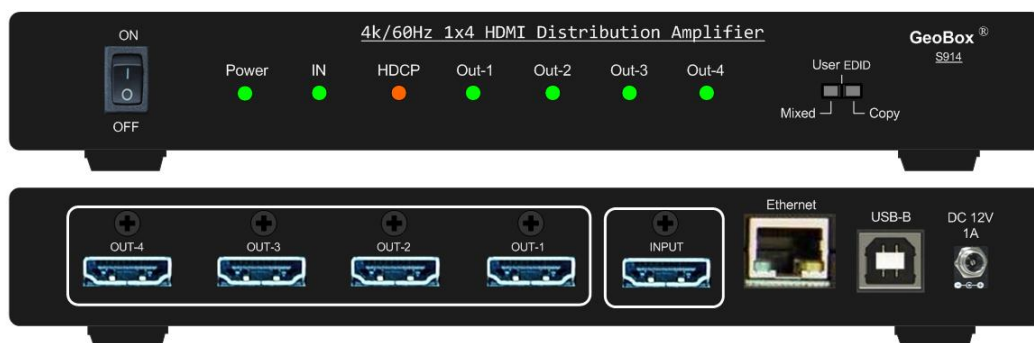 4k/60Hz 1x4 HDMI Distribution Amplifier
ON
GeoBox ®
S914
Power IN HDCP Out-1 Out-2 Out-3 Out-4
User EDID
I
O
Mixed Copy
OFF
Ethernet
USB-B
DC 12V
1A
OUT-4 OUT-3 OUT-2 OUT-1 INPUT